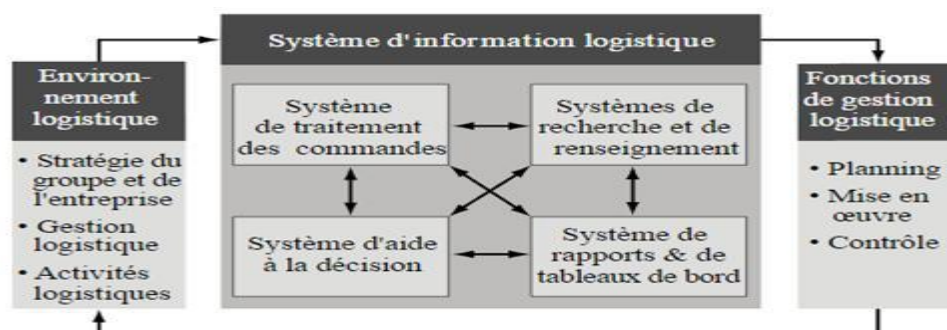 Système d'information logistique
Environ-
nement
logistique
• Stratégie du
groupe et de
l'entreprise
• Gestion
logistique
• Activités
logistiques
Système
de traitement
des commandes
Systèmes de
recherche et de
renseignement
Système d'aide
à la décision
Système de
rapports & de
tableaux de bord
Fonctions
de gestion
logistique
• Planning
• Mise en
œuvre
• Contrôle